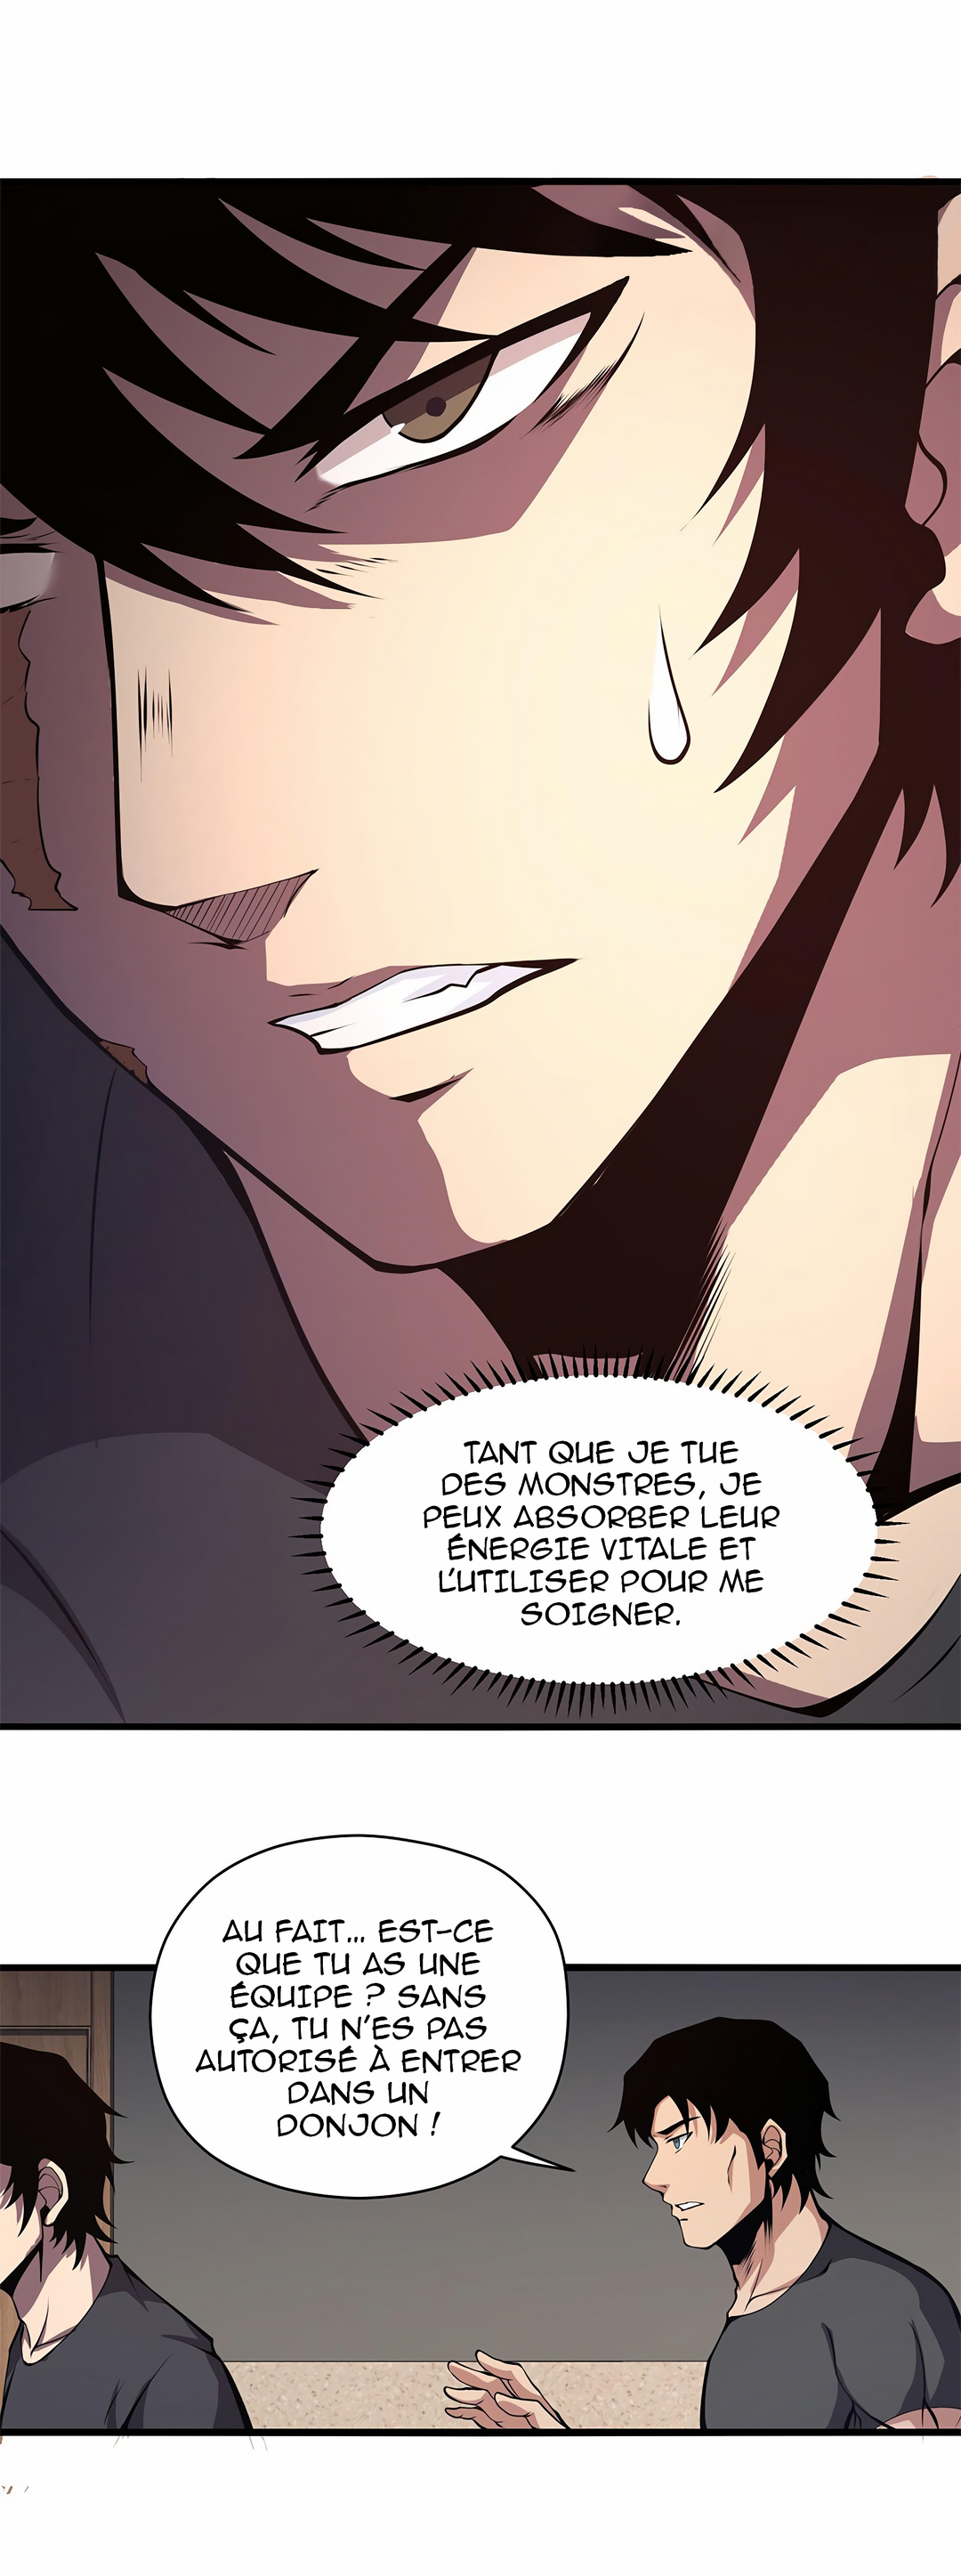 TANT QUE JE TUE
DES MONSTRES, JE
PEUX ABSORBER LEUR
ÉNERGIE VITALE ET
L'UTILISER POUR ME
SOIGNER.
AU FAIT... EST-CE
QUE TU AS UNE
ÉQUIPE ? SANS
ÇA, TU N'ES PAS
AUTORISÉ À ENTRER
DANS UN
DONJON !